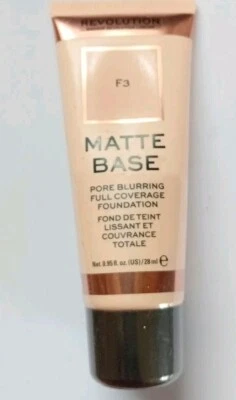 REVOLUTION
F3
MATTE
BASE
PORE BLURRING
FULL COVERAGE
FOUNDATION
FOND DE TEINT
LISSANT ET
COUVRANCE
TOTALE
Net. 0.95 fl. oz. (US)/28 ml ℮